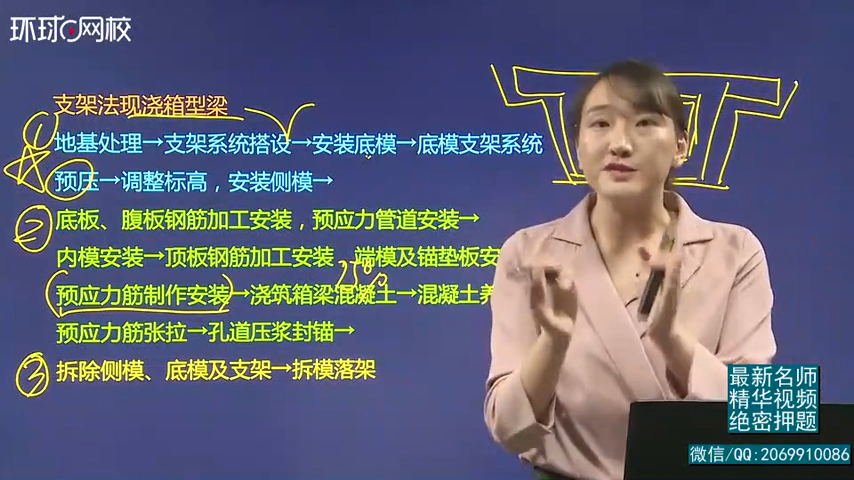 环球网校
支架法现浇箱型梁
①地基处理→支架系统搭设→安装底模→底模支架系统
预压→调整标高，安装侧模→
②底板、腹板钢筋加工安装，预应力管道安装→
内模安装→顶板钢筋加工安装、端模及锚垫板安
预应力筋制作安装→浇筑箱梁混凝土→混凝土养
预应力筋张拉→孔道压浆封锚→
③拆除侧模、底模及支架→拆模落架
最新名师
精华视频
绝密押题
微信/QQ:2069910086